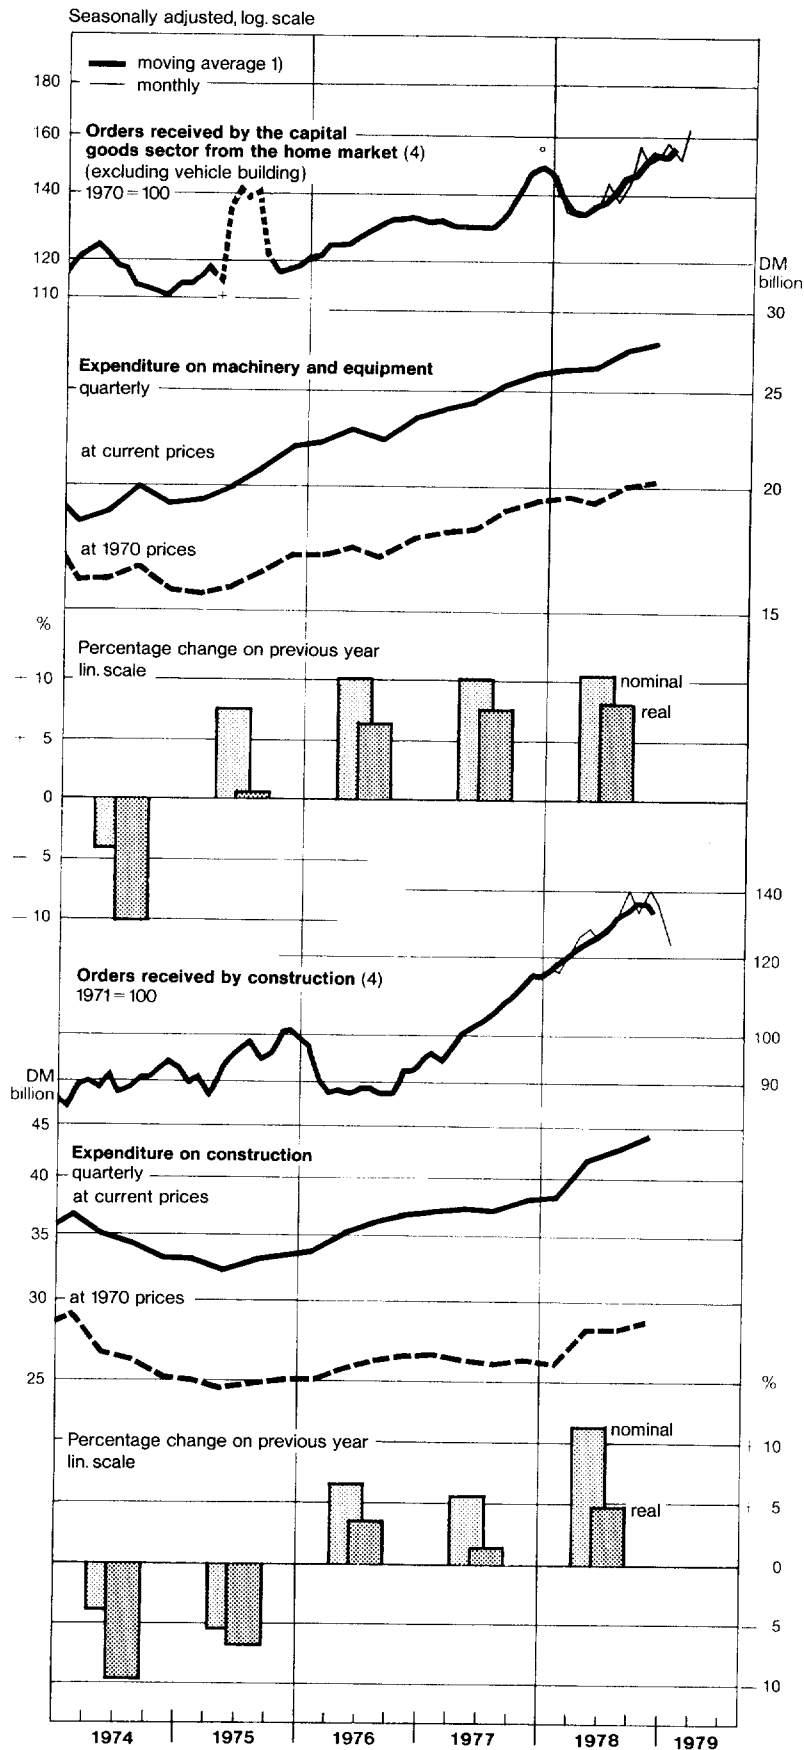 Seasonally adjusted, log. scale
moving average 1)
monthly
180
160
Orders received by the capital
goods sector from the home market (4)
(excluding vehicle building)
140
1970 = 100
120
110
DM
billion
30
Expenditure on machinery and equipment
quarterly
25
at current prices
20
at 1970 prices
15
%
Percentage change on previous year
lin. scale
+ 10
nominal
real
+ 5
0
— 5
— 10
140
120
Orders received by construction (4)
1971 = 100
100
DM
billion
90
45
Expenditure on construction
quarterly
40
at current prices
35
30
at 1970 prices
25
%
Percentage change on previous year
lin. scale
nominal
10
real
5
0
— 5
— 10
1974 1975 1976 1977 1978 1979